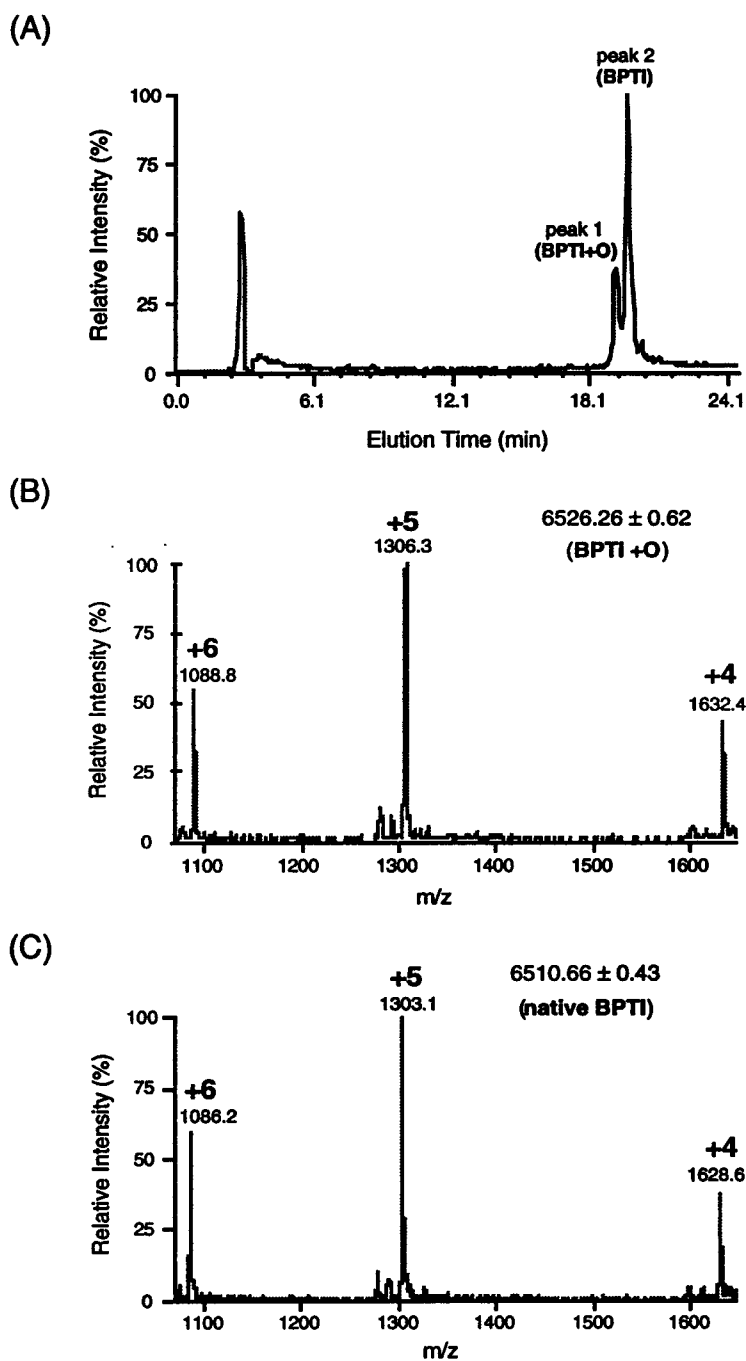 (A)
peak 2
(BPTI)
100
75
50
25
0
Relative Intensity (%)
peak 1
(BPTI+O)
0.0 6.1 12.1 18.1 24.1
Elution Time (min)
(B)
+5
1306.3
6526.26 ± 0.62
(BPTI +O)
100
75
50
25
0
Relative Intensity (%)
+6
1088.8
+4
1632.4
1100 1200 1300 1400 1500 1600
m/z
(C)
+5
1303.1
6510.66 ± 0.43
(native BPTI)
100
75
50
25
0
Relative Intensity (%)
+6
1086.2
+4
1628.6
1100 1200 1300 1400 1500 1600
m/z